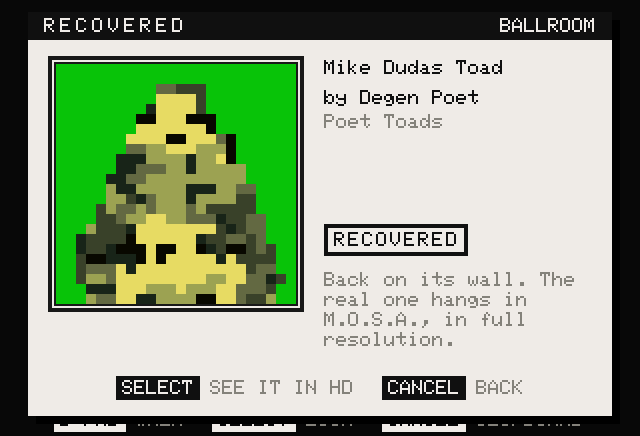 RECOVERED
BALLROOM
Mike Dudas Toad
by Degen Poet
Poet Toads
RECOVERED
Back on its wall. The
real one hangs in
M.O.S.A., in full
resolution.
SELECT SEE IT IN HD CANCEL BACK